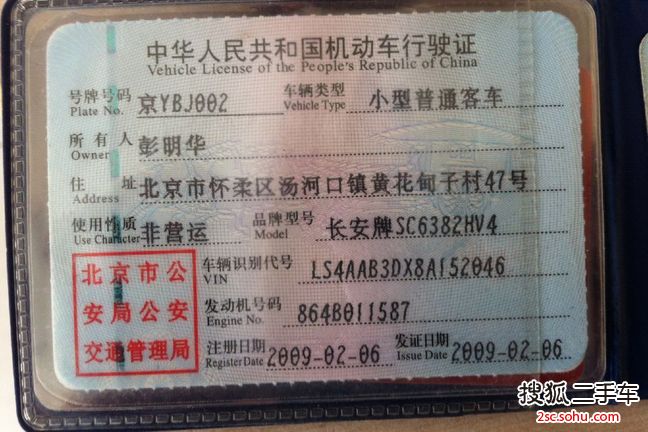 中华人民共和国机动车行驶证
Vehicle License of the People's Republic of China
号牌号码 Plate No. 京YBJ002 车辆类型 Vehicle Type 小型普通客车
所有人 Owner 彭明华
住址 Address 北京市怀柔区汤河口镇黄花甸子村47号
使用性质 Use Character 非营运 品牌型号 Model 长安牌SC6382HV4
北京市公安局公安交通管理局
车辆识别代号 VIN LS4AAB3DX8A152046
发动机号码 Engine No. 864B011587
注册日期 Register Date 2009-02-06 发证日期 Issue Date 2009-02-06
搜狐二手车
2sc.sohu.com